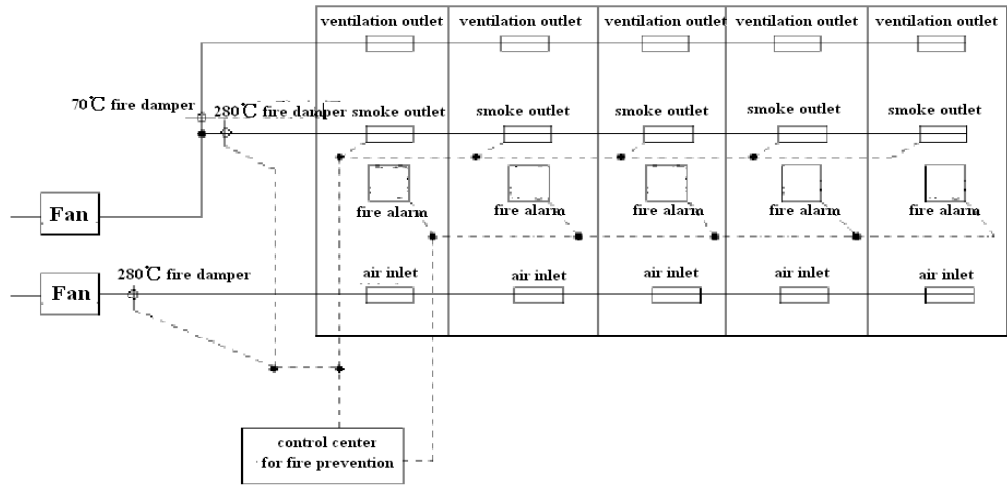 ventilation outlet ventilation outlet ventilation outlet ventilation outlet ventilation outlet
70℃ fire damper
280℃ fire damper
smoke outlet smoke outlet smoke outlet smoke outlet smoke outlet
Fan
fire alarm fire alarm fire alarm fire alarm fire alarm
280℃ fire damper
air inlet air inlet air inlet air inlet air inlet
Fan
control center
for fire prevention